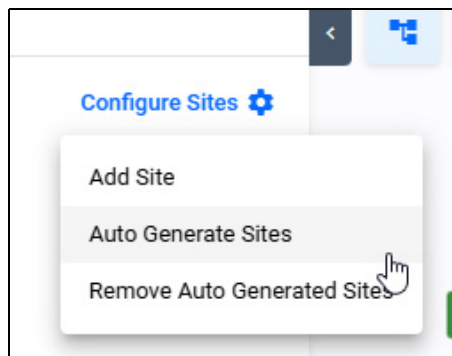 Configure Sites
Add Site
Auto Generate Sites
Remove Auto Generated Sites